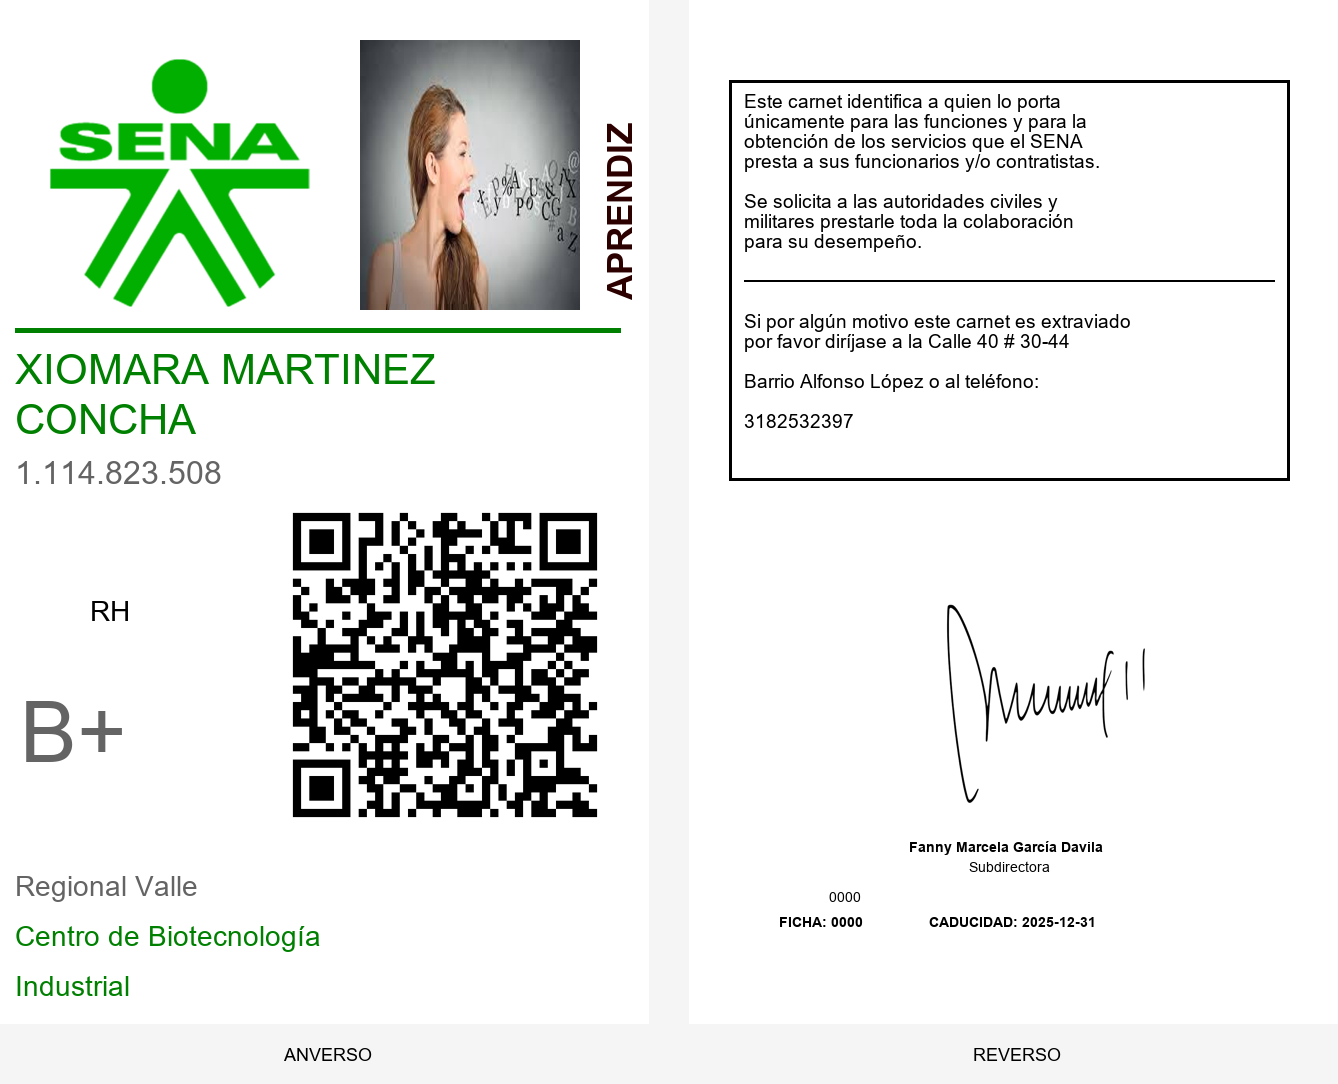 SENA
APRENDIZ
XIOMARA MARTINEZ
CONCHA
1.114.823.508
RH
B+
Regional Valle
Centro de Biotecnología
Industrial
ANVERSO
Este carnet identifica a quien lo porta
únicamente para las funciones y para la
obtención de los servicios que el SENA
presta a sus funcionarios y/o contratistas.
Se solicita a las autoridades civiles y
militares prestarle toda la colaboración
para su desempeño.
Si por algún motivo este carnet es extraviado
por favor diríjase a la Calle 40 # 30-44
Barrio Alfonso López o al teléfono:
3182532397
Fanny Marcela García Davila
Subdirectora
0000
FICHA: 0000 CADUCIDAD: 2025-12-31
REVERSO